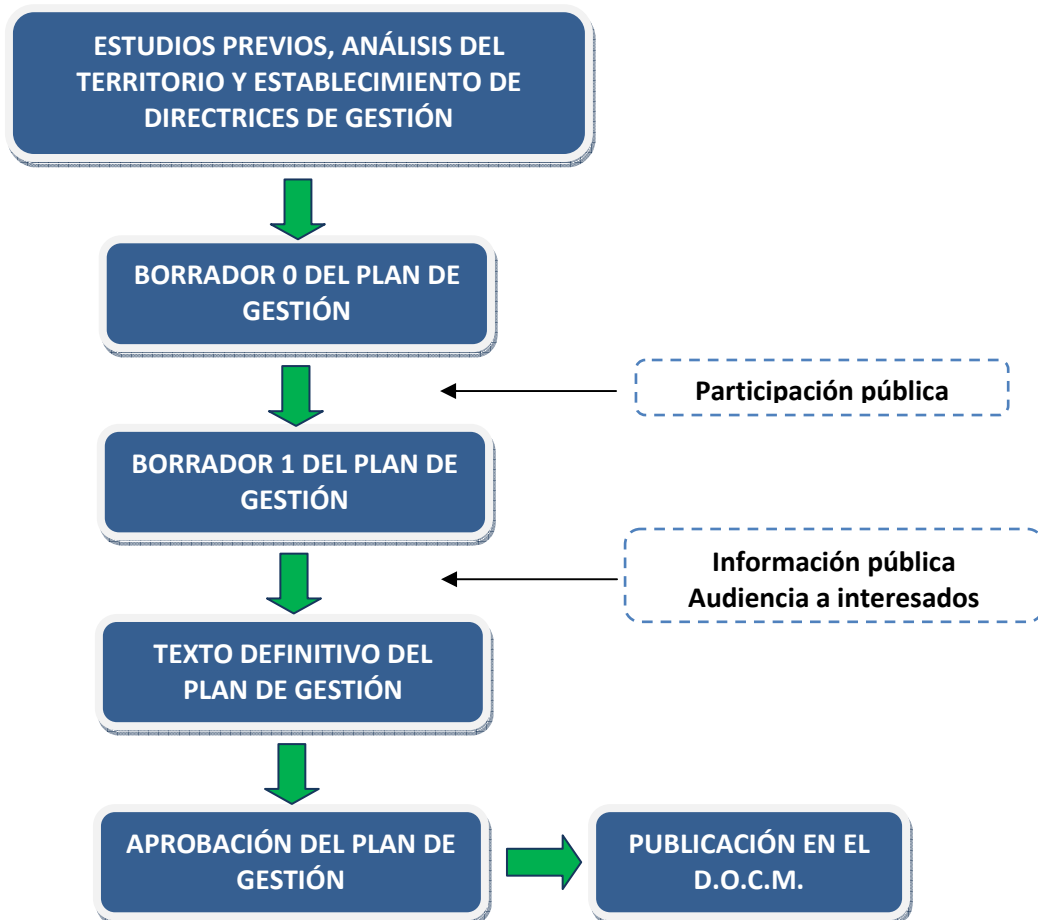 ESTUDIOS PREVIOS, ANÁLISIS DEL
TERRITORIO Y ESTABLECIMIENTO DE
DIRECTRICES DE GESTIÓN
BORRADOR 0 DEL PLAN DE
GESTIÓN
Participación pública
BORRADOR 1 DEL PLAN DE
GESTIÓN
Información pública
Audiencia a interesados
TEXTO DEFINITIVO DEL
PLAN DE GESTIÓN
APROBACIÓN DEL PLAN DE
GESTIÓN
PUBLICACIÓN EN EL
D.O.C.M.